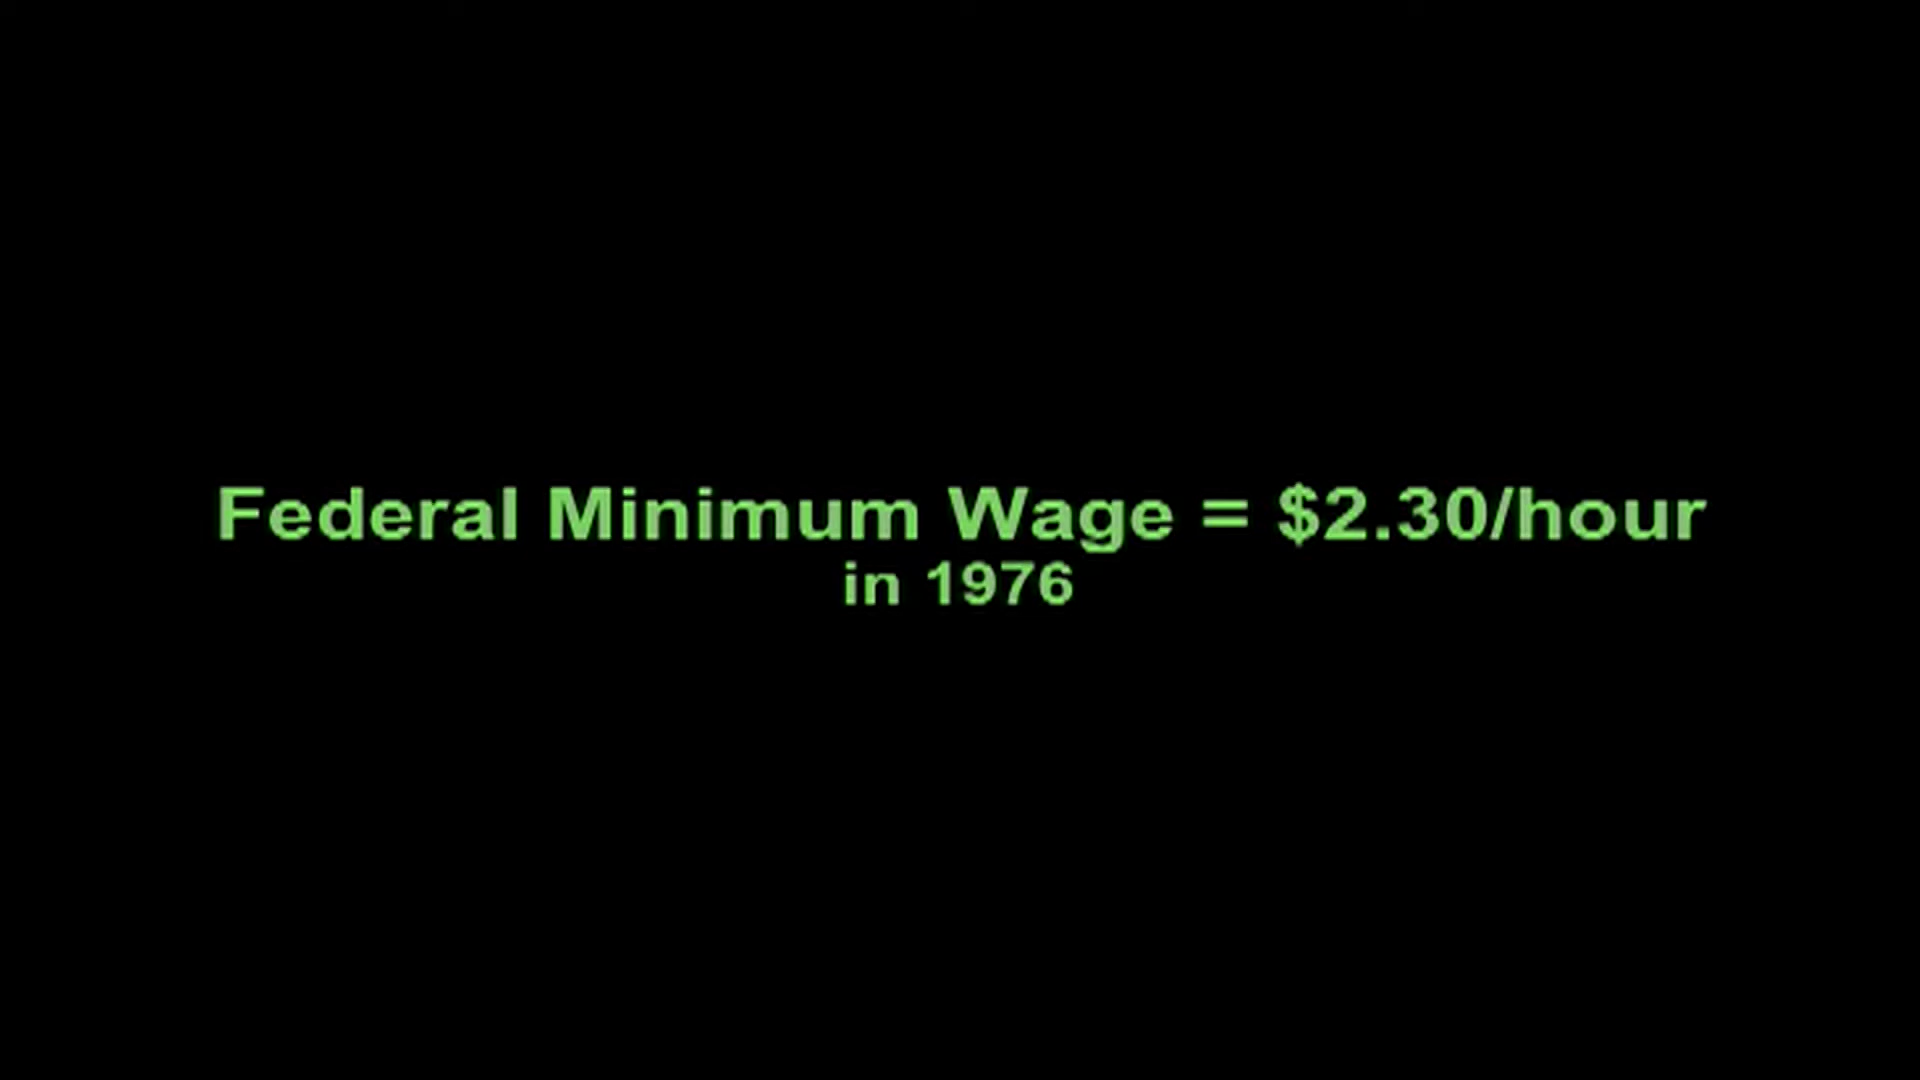 Federal Minimum Wage = $2.30/hour
in 1976